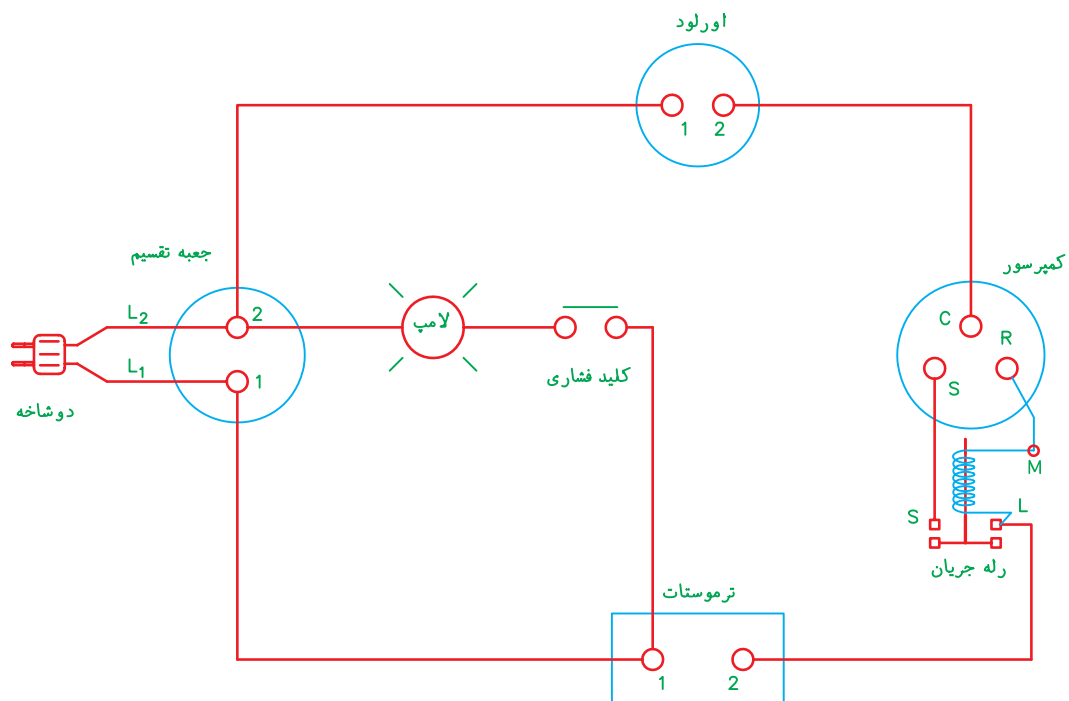 اورلود
1 2
جعبه تقسیم
کمپرسور
L2
2
لامپ
C
R
L1
1
کلید فشاری
S
دوشاخه
M
S
L
رله جریان
ترموستات
1 2